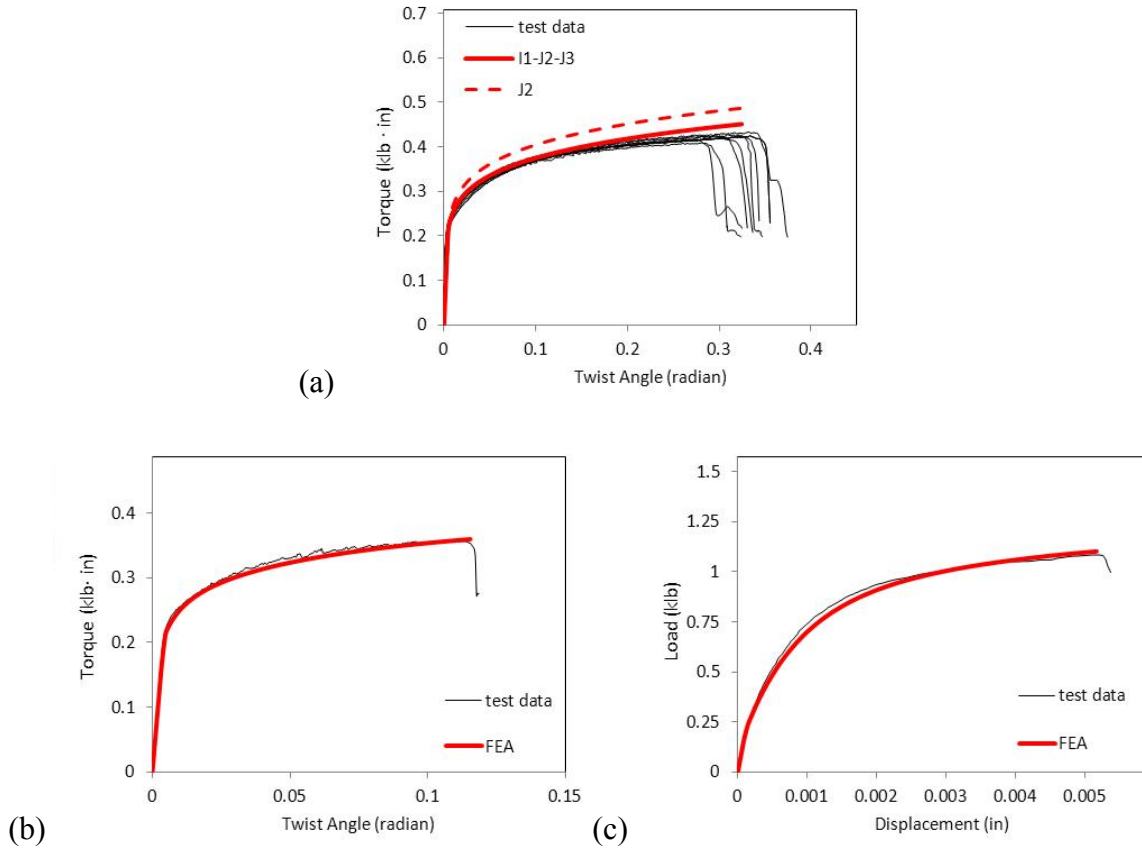 test data
I1-J2-J3
J2
0.7
0.6
0.5
0.4
0.3
0.2
0.1
0
Torque (klb · in)
0 0.1 0.2 0.3 0.4
Twist Angle (radian)
(a)
0.4
0.3
0.2
0.1
0
Torque (klb· in)
test data
FEA
0 0.05 0.1 0.15
Twist Angle (radian)
(b)
1.5
1.25
1
0.75
0.5
0.25
0
Load (klb)
test data
FEA
0 0.001 0.002 0.003 0.004 0.005
Displacement (in)
(c)